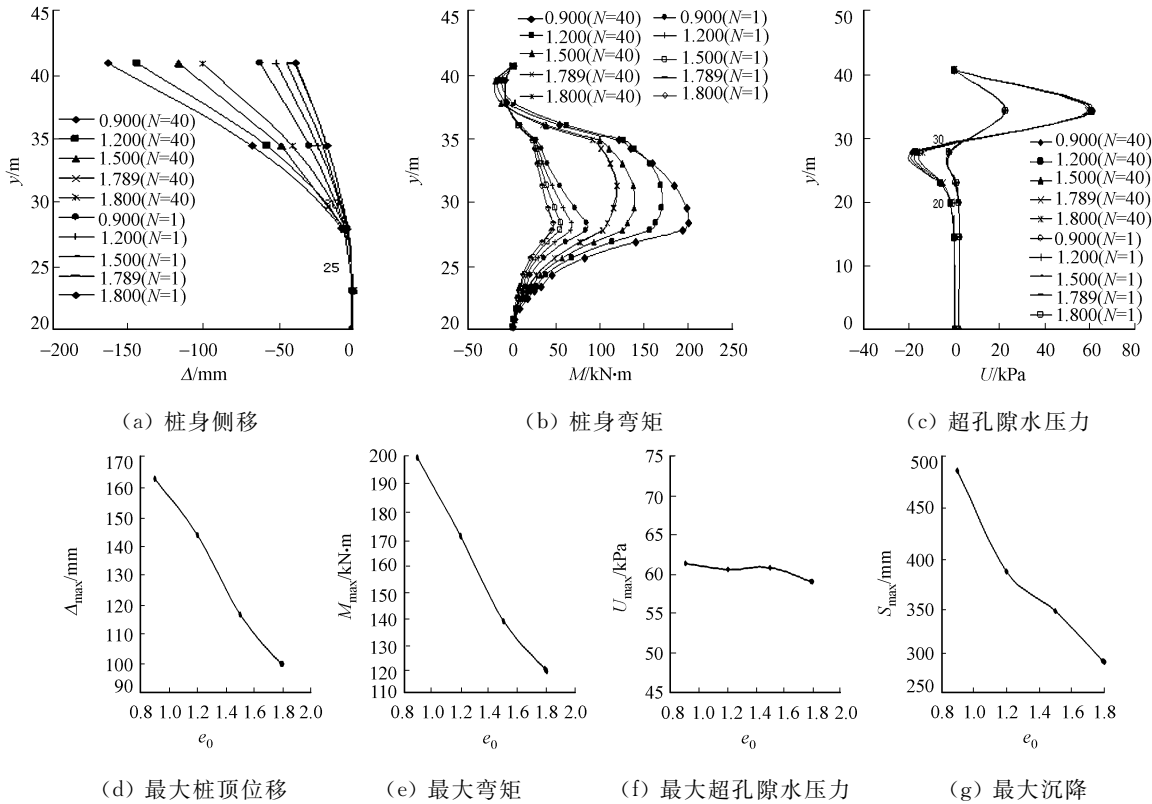 50
45
40
35
30
25
20
y/m
0.900(N=40)
1.200(N=40)
1.500(N=40)
1.789(N=40)
1.800(N=40)
0.900(N=1)
1.200(N=1)
1.500(N=1)
1.789(N=1)
1.800(N=1)
25
−200 −150 −100 −50 0
Δ/mm
(a) 桩身侧移
45
40
35
30
25
20
y/m
0.900(N=40) 0.900(N=1)
1.200(N=40) 1.200(N=1)
1.500(N=40) 1.500(N=1)
1.789(N=40) 1.789(N=1)
1.800(N=40) 1.800(N=1)
−50 0 50 100 150 200 250
M/kN·m
(b) 桩身弯矩
50
40
30
20
10
0
y/m
30
20
0.900(N=40)
1.200(N=40)
1.500(N=40)
1.789(N=40)
1.800(N=40)
0.900(N=1)
1.200(N=1)
1.500(N=1)
1.789(N=1)
1.800(N=1)
−40 −20 0 20 40 60 80
U/kPa
(c) 超孔隙水压力
170
160
140
130
120
100
90
Δmax/mm
0.8 1.0 1.2 1.4 1.6 1.8 2.0
e0
(d) 最大桩顶位移
200
190
180
170
160
150
140
130
120
110
Mmax/kN·m
0.8 1.0 1.2 1.4 1.6 1.8 2.0
e0
(e) 最大弯矩
75
70
65
60
55
50
45
Umax/kPa
0.8 1.0 1.2 1.4 1.6 1.8 2.0
e0
(f) 最大超孔隙水压力
500
450
400
350
300
250
Smax/mm
0.8 1.0 1.2 1.4 1.6 1.8
e0
(g) 最大沉降